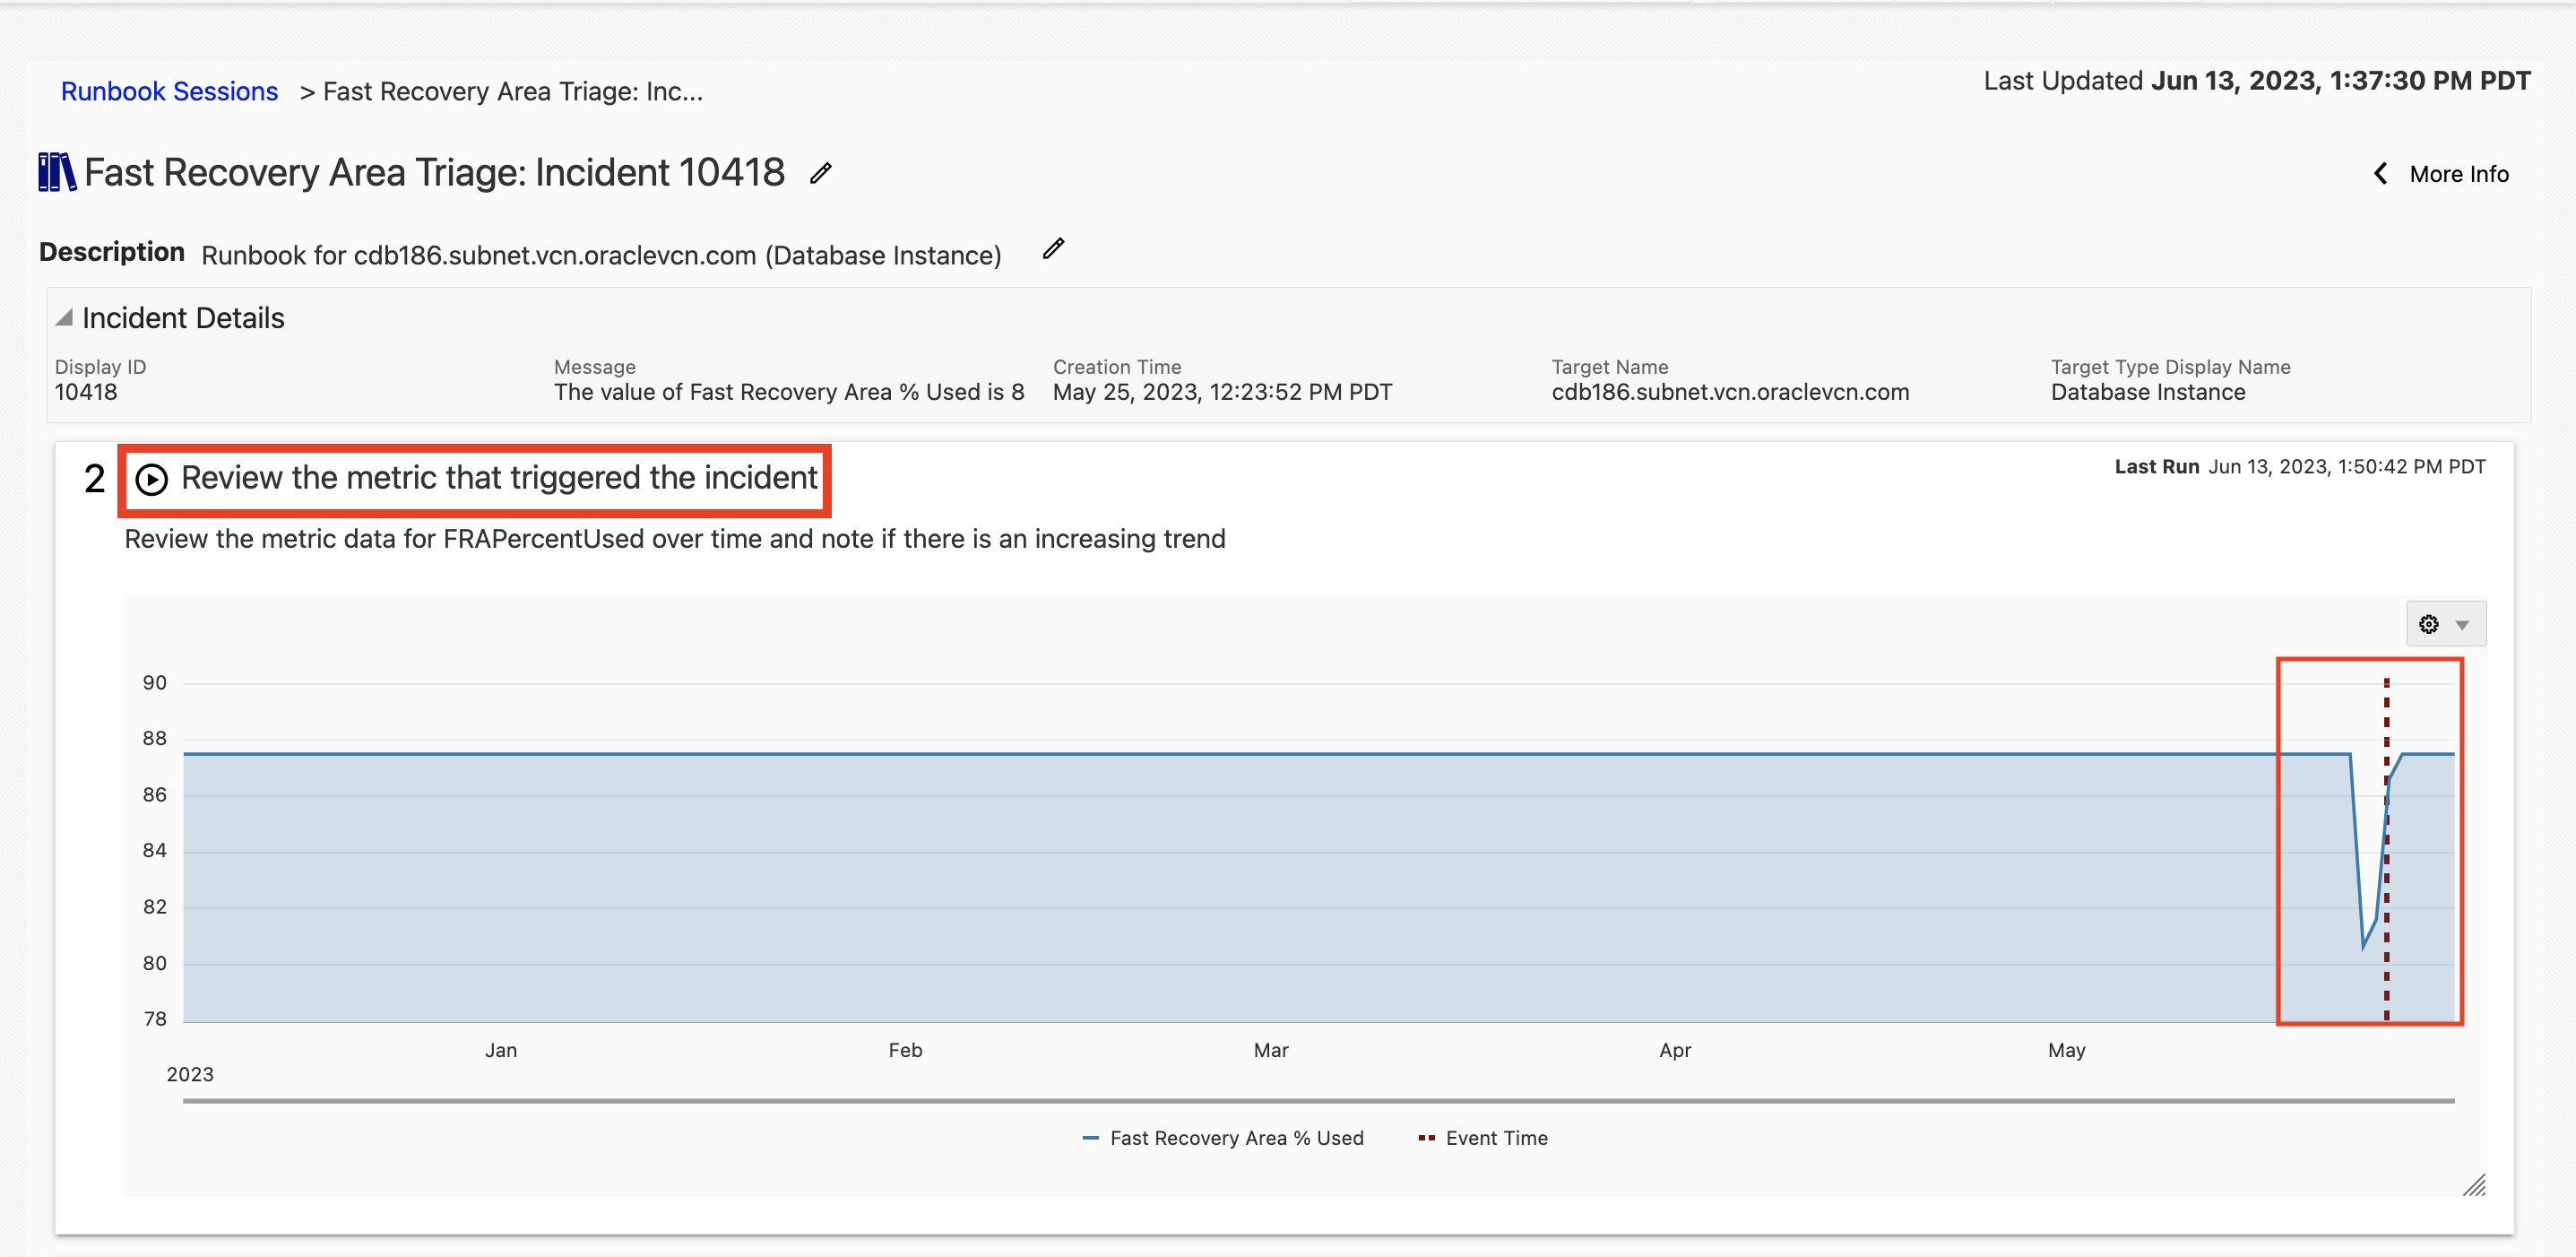 Runbook Sessions > Fast Recovery Area Triage: Inc...
Last Updated Jun 13, 2023, 1:37:30 PM PDT
Fast Recovery Area Triage: Incident 10418
More Info
Description Runbook for cdb186.subnet.vcn.oraclevcn.com (Database Instance)
Incident Details
Display ID
10418
Message
The value of Fast Recovery Area % Used is 8
Creation Time
May 25, 2023, 12:23:52 PM PDT
Target Name
cdb186.subnet.vcn.oraclevcn.com
Target Type Display Name
Database Instance
2 Review the metric that triggered the incident
Last Run Jun 13, 2023, 1:50:42 PM PDT
Review the metric data for FRAPercentUsed over time and note if there is an increasing trend
90
88
86
84
82
80
78
Jan Feb Mar Apr May
2023
Fast Recovery Area % Used Event Time